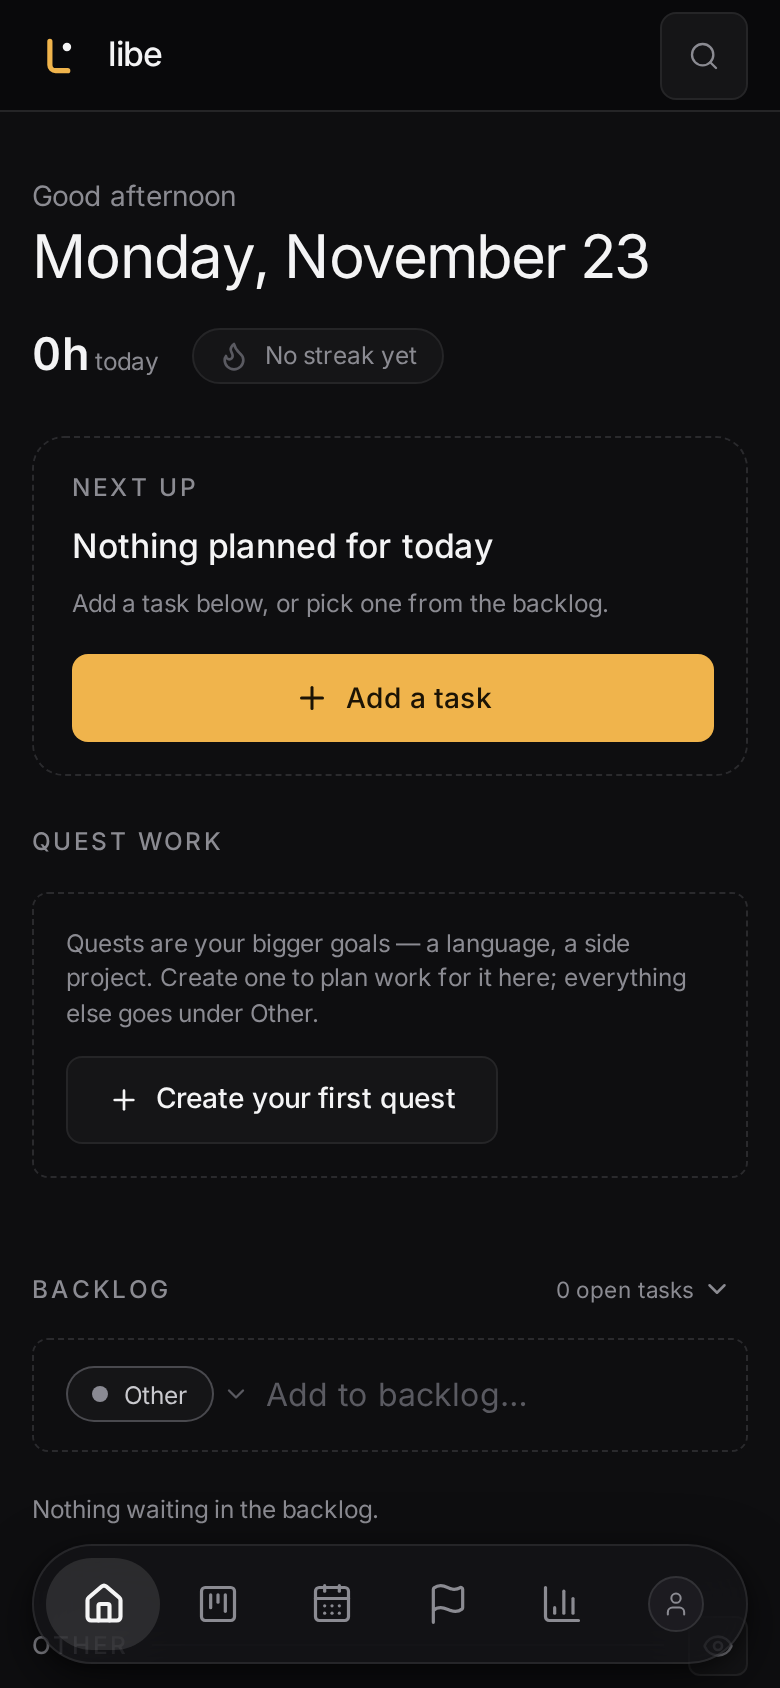 libe
Good afternoon
Monday, November 23
0h today
No streak yet
NEXT UP
Nothing planned for today
Add a task below, or pick one from the backlog.
Add a task
QUEST WORK
Quests are your bigger goals — a language, a side
project. Create one to plan work for it here; everything
else goes under Other.
Create your first quest
BACKLOG
0 open tasks
Other
Add to backlog...
Nothing waiting in the backlog.
OTHER